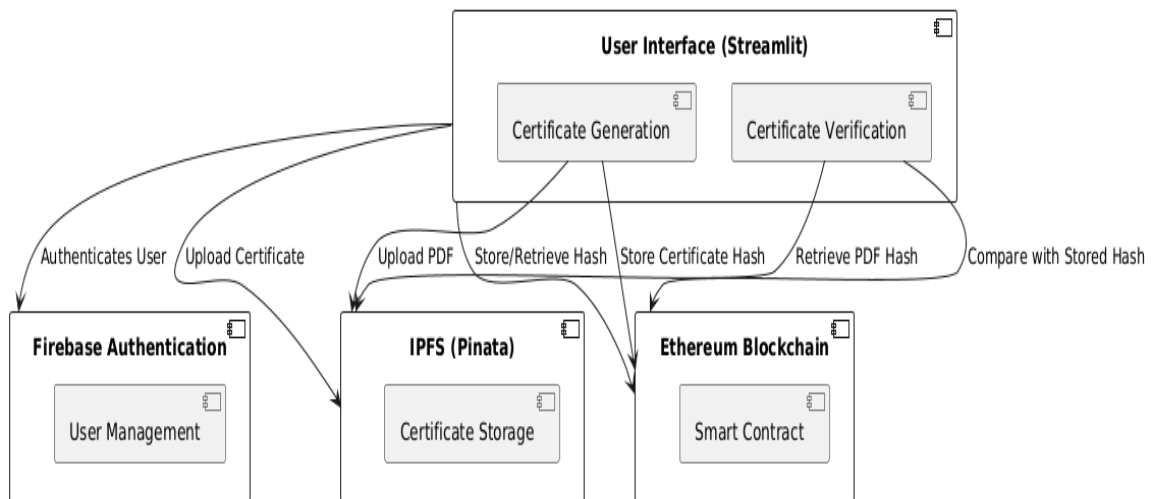 User Interface (Streamlit)
Certificate Generation
Certificate Verification
Authenticates User
Upload Certificate
Upload PDF
Store/Retrieve Hash
Store Certificate Hash
Retrieve PDF Hash
Compare with Stored Hash
Firebase Authentication
IPFS (Pinata)
Ethereum Blockchain
User Management
Certificate Storage
Smart Contract